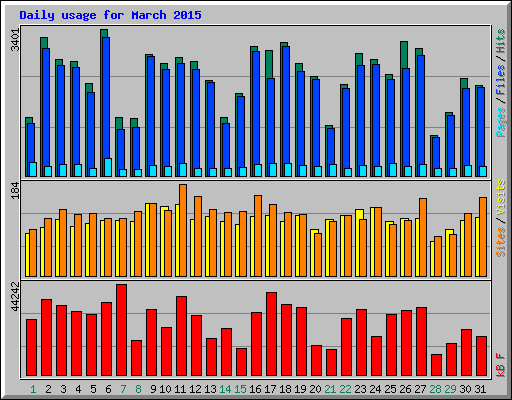 Daily usage for March 2015
3401
Pages / Files / Hits
184
Sites / Visits
44242
kB F
1 2 3 4 5 6 7 8 9 10 11 12 13 14 15 16 17 18 19 20 21 22 23 24 25 26 27 28 29 30 31